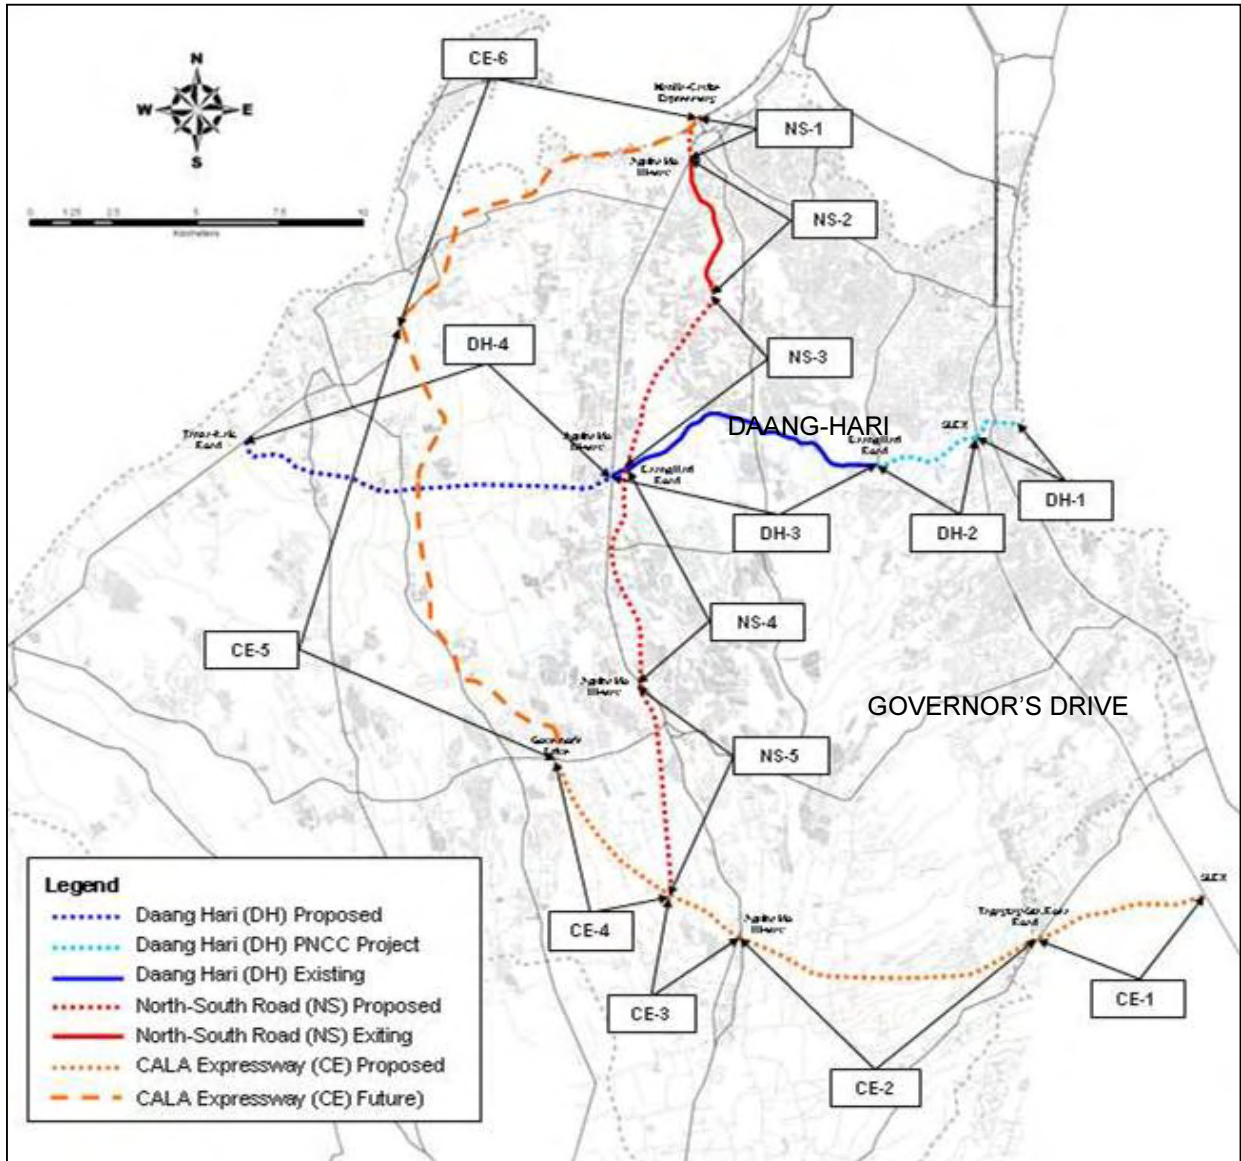 CE-6
N
W
E
S
NS-1
NS-2
DH-4
NS-3
DAANG-HARI
SLEX
DH-1
DH-3
DH-2
CE-5
NS-4
GOVERNOR'S DRIVE
NS-5
SLEX
CE-4
CE-3
CE-1
CE-2
Legend
Daang Hari (DH) Proposed
Daang Hari (DH) PNCC Project
Daang Hari (DH) Existing
North-South Road (NS) Proposed
North-South Road (NS) Exiting
CALA Expressway (CE) Proposed
CALA Expressway (CE) Future)